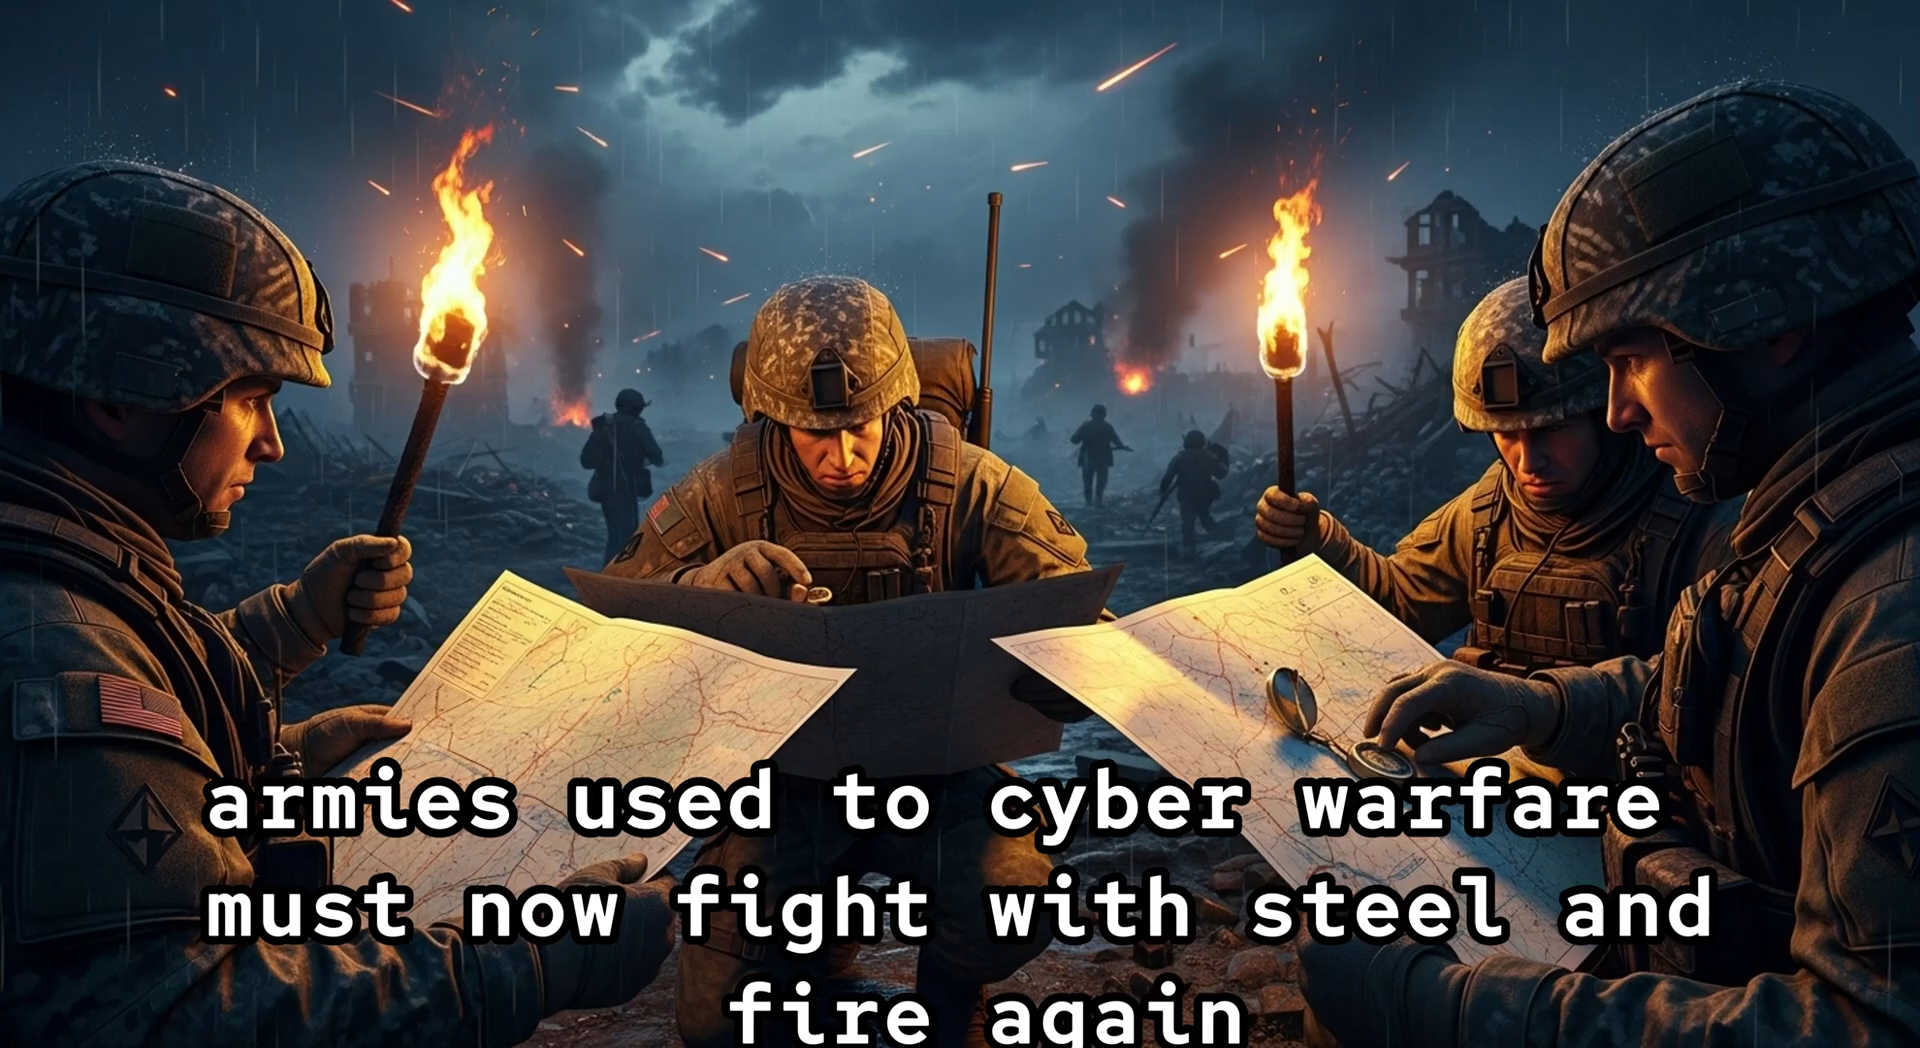 armies used to cyber warfare
must now fight with steel and
fire again